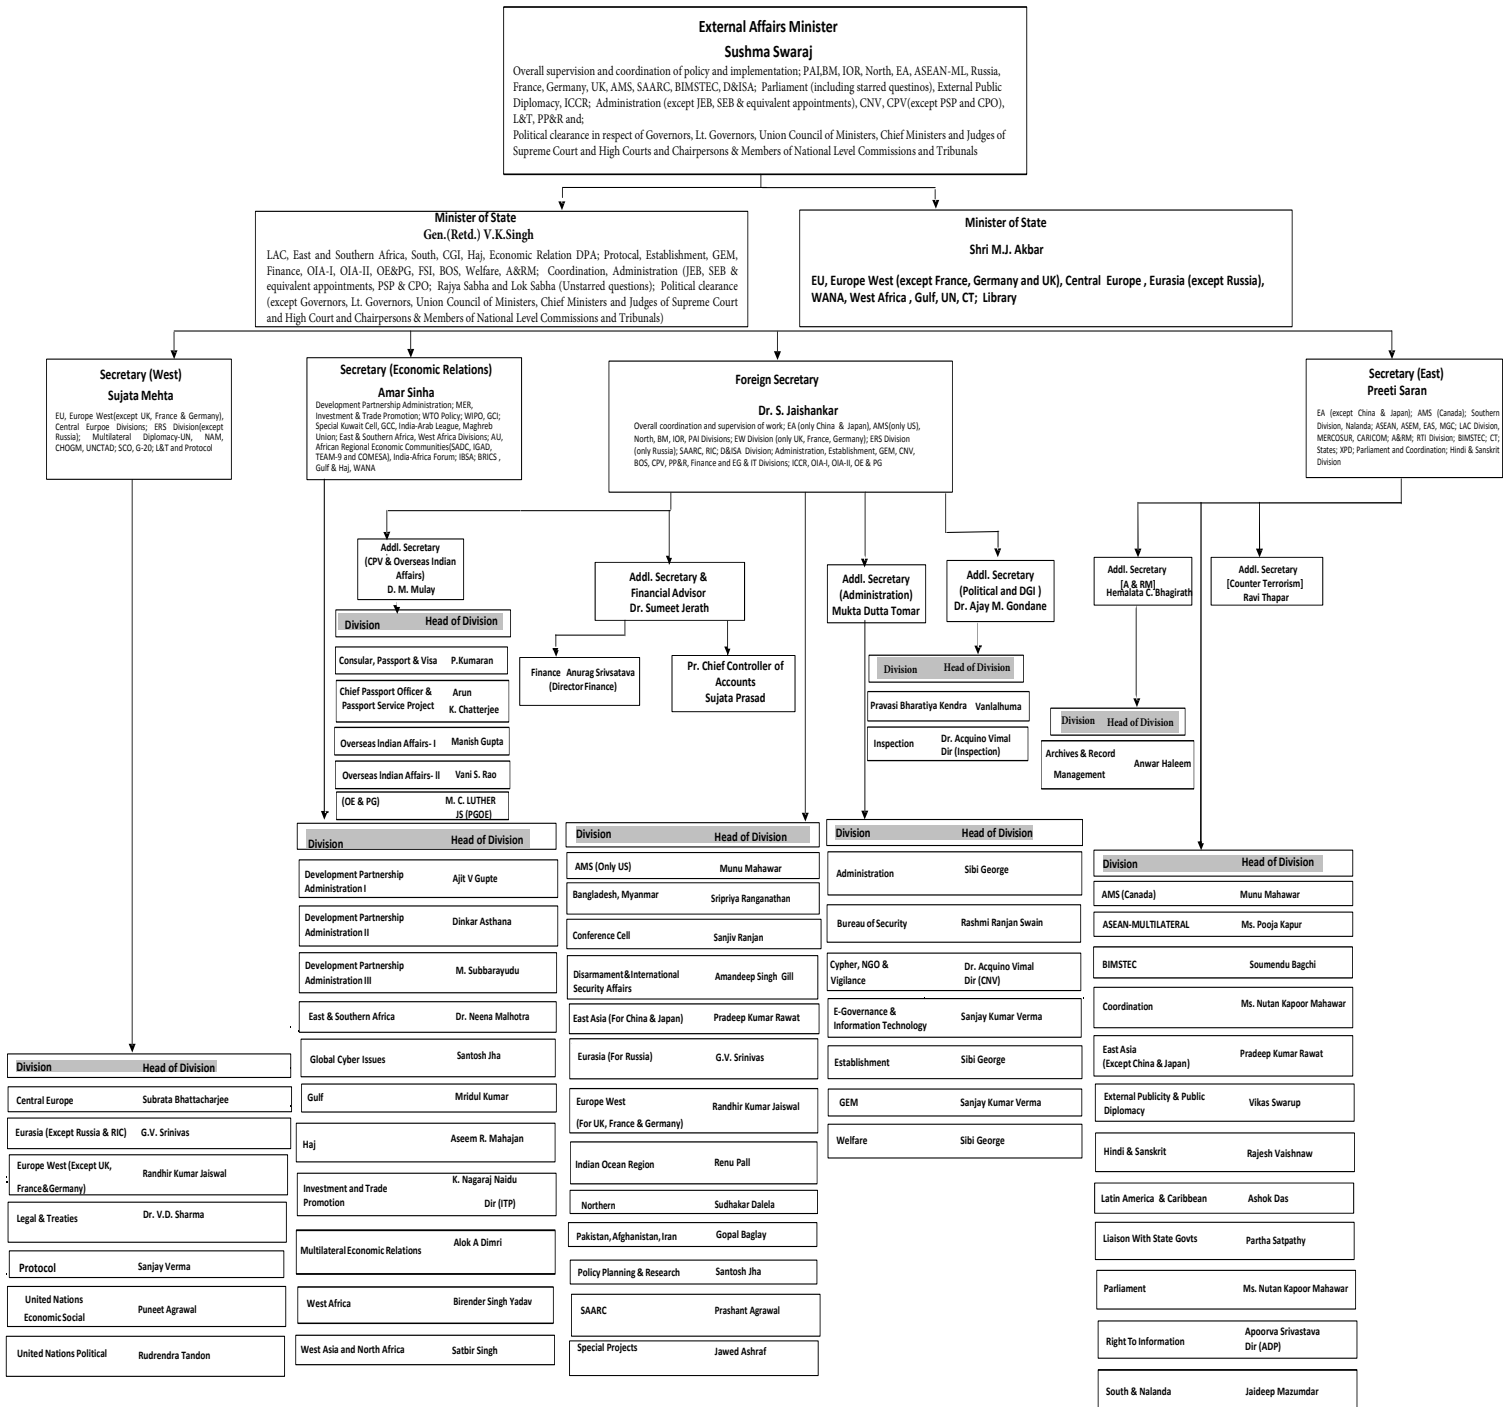 External Affairs Minister
Sushma Swaraj
Overall supervision and coordination of policy and implementation; PAI,BM, IOR, North, EA, ASEAN-ML, Russia,
France, Germany, UK, AMS, SAARC, BIMSTEC, D&ISA; Parliament (including starred questinos), External Public
Diplomacy, ICCR; Administration (except JEB, SEB & equivalent appointments), CNV, CPV(except PSP and CPO),
L&T, PP&R and;
Political clearance in respect of Governors, Lt. Governors, Union Council of Ministers, Chief Ministers and Judges of
Supreme Court and High Courts and Chairpersons & Members of National Level Commissions and Tribunals
Minister of State
Gen.(Retd.) V.K.Singh
LAC, East and Southern Africa, South, CGI, Haj, Economic Relation DPA; Protocal, Establishment, GEM,
Finance, OIA-I, OIA-II, OE&PG, FSI, BOS, Welfare, A&RM; Coordination, Administration (JEB, SEB &
equivalent appointments, PSP & CPO; Rajya Sabha and Lok Sabha (Unstarred questions); Political clearance
(except Governors, Lt. Governors, Union Council of Ministers, Chief Ministers and Judges of Supreme Court
and High Court and Chairpersons & Members of National Level Commissions and Tribunals)
Minister of State
Shri M.J. Akbar
EU, Europe West (except France, Germany and UK), Central Europe , Eurasia (except Russia),
WANA, West Africa , Gulf, UN, CT; Library
Secretary (West)
Sujata Mehta
EU, Europe West(except UK, France & Germany),
Central Eurpoe Divisions; ERS Division(except
Russia); Multilateral Diplomacy-UN, NAM,
CHOGM, UNCTAD; SCO, G-20; L&T and Protocol
Secretary (Economic Relations)
Amar Sinha
Development Partnership Administration; MER,
Investment & Trade Promotion; WTO Policy; WIPO, GCI;
Special Kuwait Cell, GCC, India-Arab League, Maghreb
Union; East & Southern Africa, West Africa Divisions; AU,
African Regional Economic Communities(SADC, IGAD,
TEAM-9 and COMESA), India-Africa Forum; IBSA; BRICS ,
Gulf & Haj, WANA
Foreign Secretary
Dr. S. Jaishankar
Overall coordination and supervision of work; EA (only China & Japan), AMS(only US),
North, BM, IOR, PAI Divisions; EW Division (only UK, France, Germany); ERS Division
(only Russia); SAARC, RIC; D&ISA Division; Administration, Establishment, GEM, CNV,
BOS, CPV, PP&R, Finance and EG & IT Divisions; ICCR, OIA-I, OIA-II, OE & PG
Secretary (East)
Preeti Saran
EA (except China & Japan); AMS (Canada); Southern
Division, Nalanda; ASEAN, ASEM, EAS, MGC; LAC Division,
MERCOSUR, CARICOM; A&RM; RTI Division; BIMSTEC; CT;
States; XPD; Parliament and Coordination; Hindi & Sanskrit
Division
Addl. Secretary
(CPV & Overseas Indian
Affairs)
D. M. Mulay
Division Head of Division
Consular, Passport & Visa P.Kumaran
Chief Passport Officer & Arun
Passport Service Project K. Chatterjee
Overseas Indian Affairs- I Manish Gupta
Overseas Indian Affairs- II Vani S. Rao
(OE & PG) M. C. LUTHER
JS (PGOE)
Addl. Secretary &
Financial Advisor
Dr. Sumeet Jerath
Finance Anurag Srivsatava
(Director Finance)
Pr. Chief Controller of
Accounts
Sujata Prasad
Addl. Secretary
(Administration)
Mukta Dutta Tomar
Addl. Secretary
(Political and DGI )
Dr. Ajay M. Gondane
Division Head of Division
Pravasi Bharatiya Kendra Vanlalhuma
Inspection Dr. Acquino Vimal
Dir (Inspection)
Addl. Secretary
[A & RM]
Hemalata C. Bhagirath
Addl. Secretary
[Counter Terrorism]
Ravi Thapar
Division Head of Division
Archives & Record
Management Anwar Haleem
Division Head of Division
Central Europe Subrata Bhattacharjee
Eurasia (Except Russia & RIC) G.V. Srinivas
Europe West (Except UK,
France&Germany) Randhir Kumar Jaiswal
Legal & Treaties Dr. V.D. Sharma
Protocol Sanjay Verma
United Nations
Economic Social Puneet Agrawal
United Nations Political Rudrendra Tandon
Division Head of Division
Development Partnership
Administration I Ajit V Gupte
Development Partnership
Administration II Dinkar Asthana
Development Partnership
Administration III M. Subbarayudu
East & Southern Africa Dr. Neena Malhotra
Global Cyber Issues Santosh Jha
Gulf Mridul Kumar
Haj Aseem R. Mahajan
Investment and Trade K. Nagaraj Naidu
Promotion Dir (ITP)
Multilateral Economic Relations Alok A Dimri
West Africa Birender Singh Yadav
West Asia and North Africa Satbir Singh
Division Head of Division
AMS (Only US) Munu Mahawar
Bangladesh, Myanmar Sripriya Ranganathan
Conference Cell Sanjiv Ranjan
Disarmament&International
Security Affairs Amandeep Singh Gill
East Asia (For China & Japan) Pradeep Kumar Rawat
Eurasia (For Russia) G.V. Srinivas
Europe West
(For UK, France & Germany) Randhir Kumar Jaiswal
Indian Ocean Region Renu Pall
Northern Sudhakar Dalela
Pakistan, Afghanistan, Iran Gopal Baglay
Policy Planning & Research Santosh Jha
SAARC Prashant Agrawal
Special Projects Jawed Ashraf
Division Head of Division
Administration Sibi George
Bureau of Security Rashmi Ranjan Swain
Cypher, NGO & Dr. Acquino Vimal
Vigilance Dir (CNV)
E-Governance &
Information Technology Sanjay Kumar Verma
Establishment Sibi George
GEM Sanjay Kumar Verma
Welfare Sibi George
Division Head of Division
AMS (Canada) Munu Mahawar
ASEAN-MULTILATERAL Ms. Pooja Kapur
BIMSTEC Soumendu Bagchi
Coordination Ms. Nutan Kapoor Mahawar
East Asia
(Except China & Japan) Pradeep Kumar Rawat
External Publicity & Public
Diplomacy Vikas Swarup
Hindi & Sanskrit Rajesh Vaishnaw
Latin America & Caribbean Ashok Das
Liaison With State Govts Partha Satpathy
Parliament Ms. Nutan Kapoor Mahawar
Right To Information Apoorva Srivastava
Dir (ADP)
South & Nalanda Jaideep Mazumdar